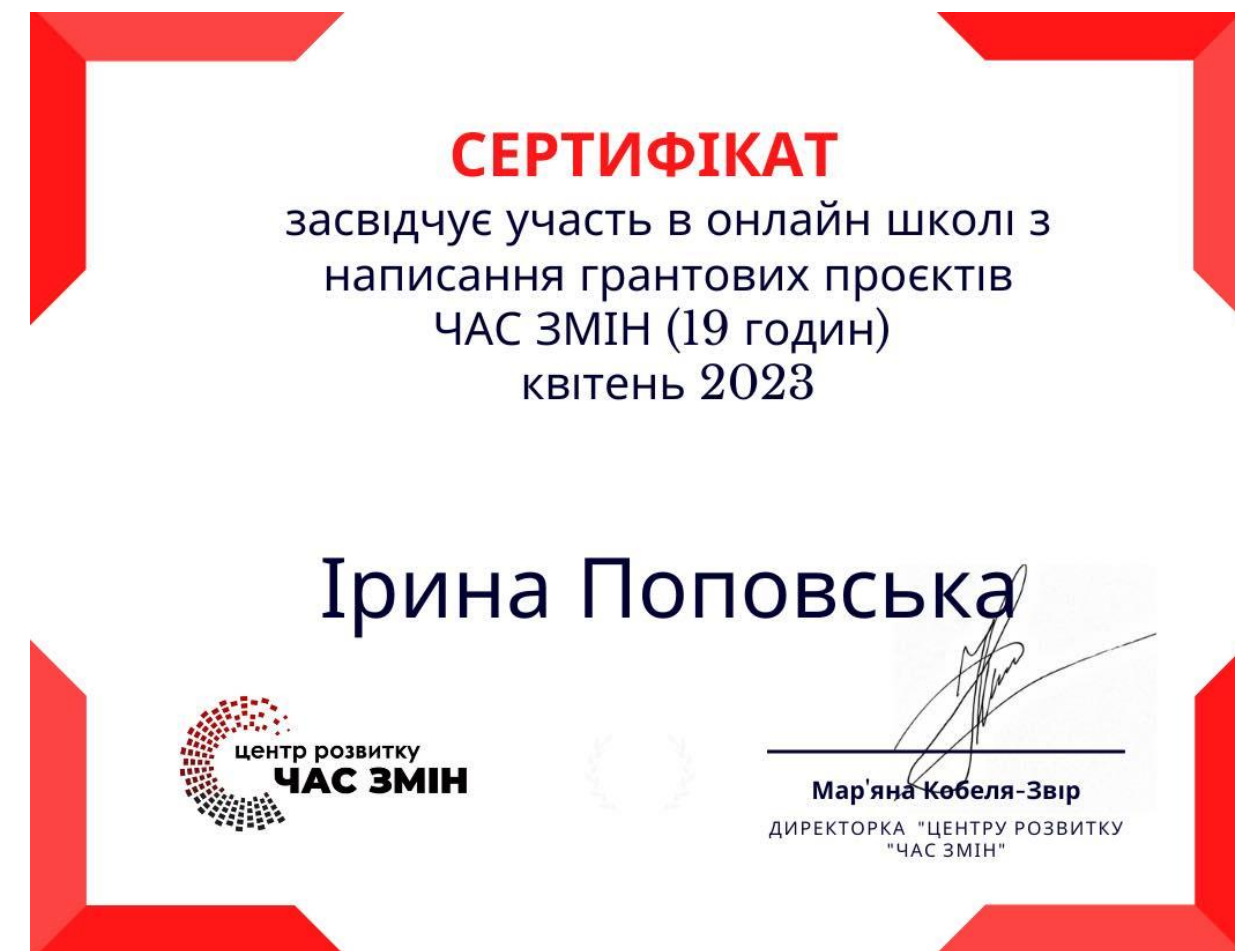 СЕРТИФІКАТ
засвідчує участь в онлайн школі з
написання грантових проєктів
ЧАС ЗМІН (19 годин)
квітень 2023
Ірина Поповська
центр розвитку
ЧАС ЗМІН
Мар'яна Кобеля-Звір
ДИРЕКТОРКА "ЦЕНТРУ РОЗВИТКУ
"ЧАС ЗМІН"